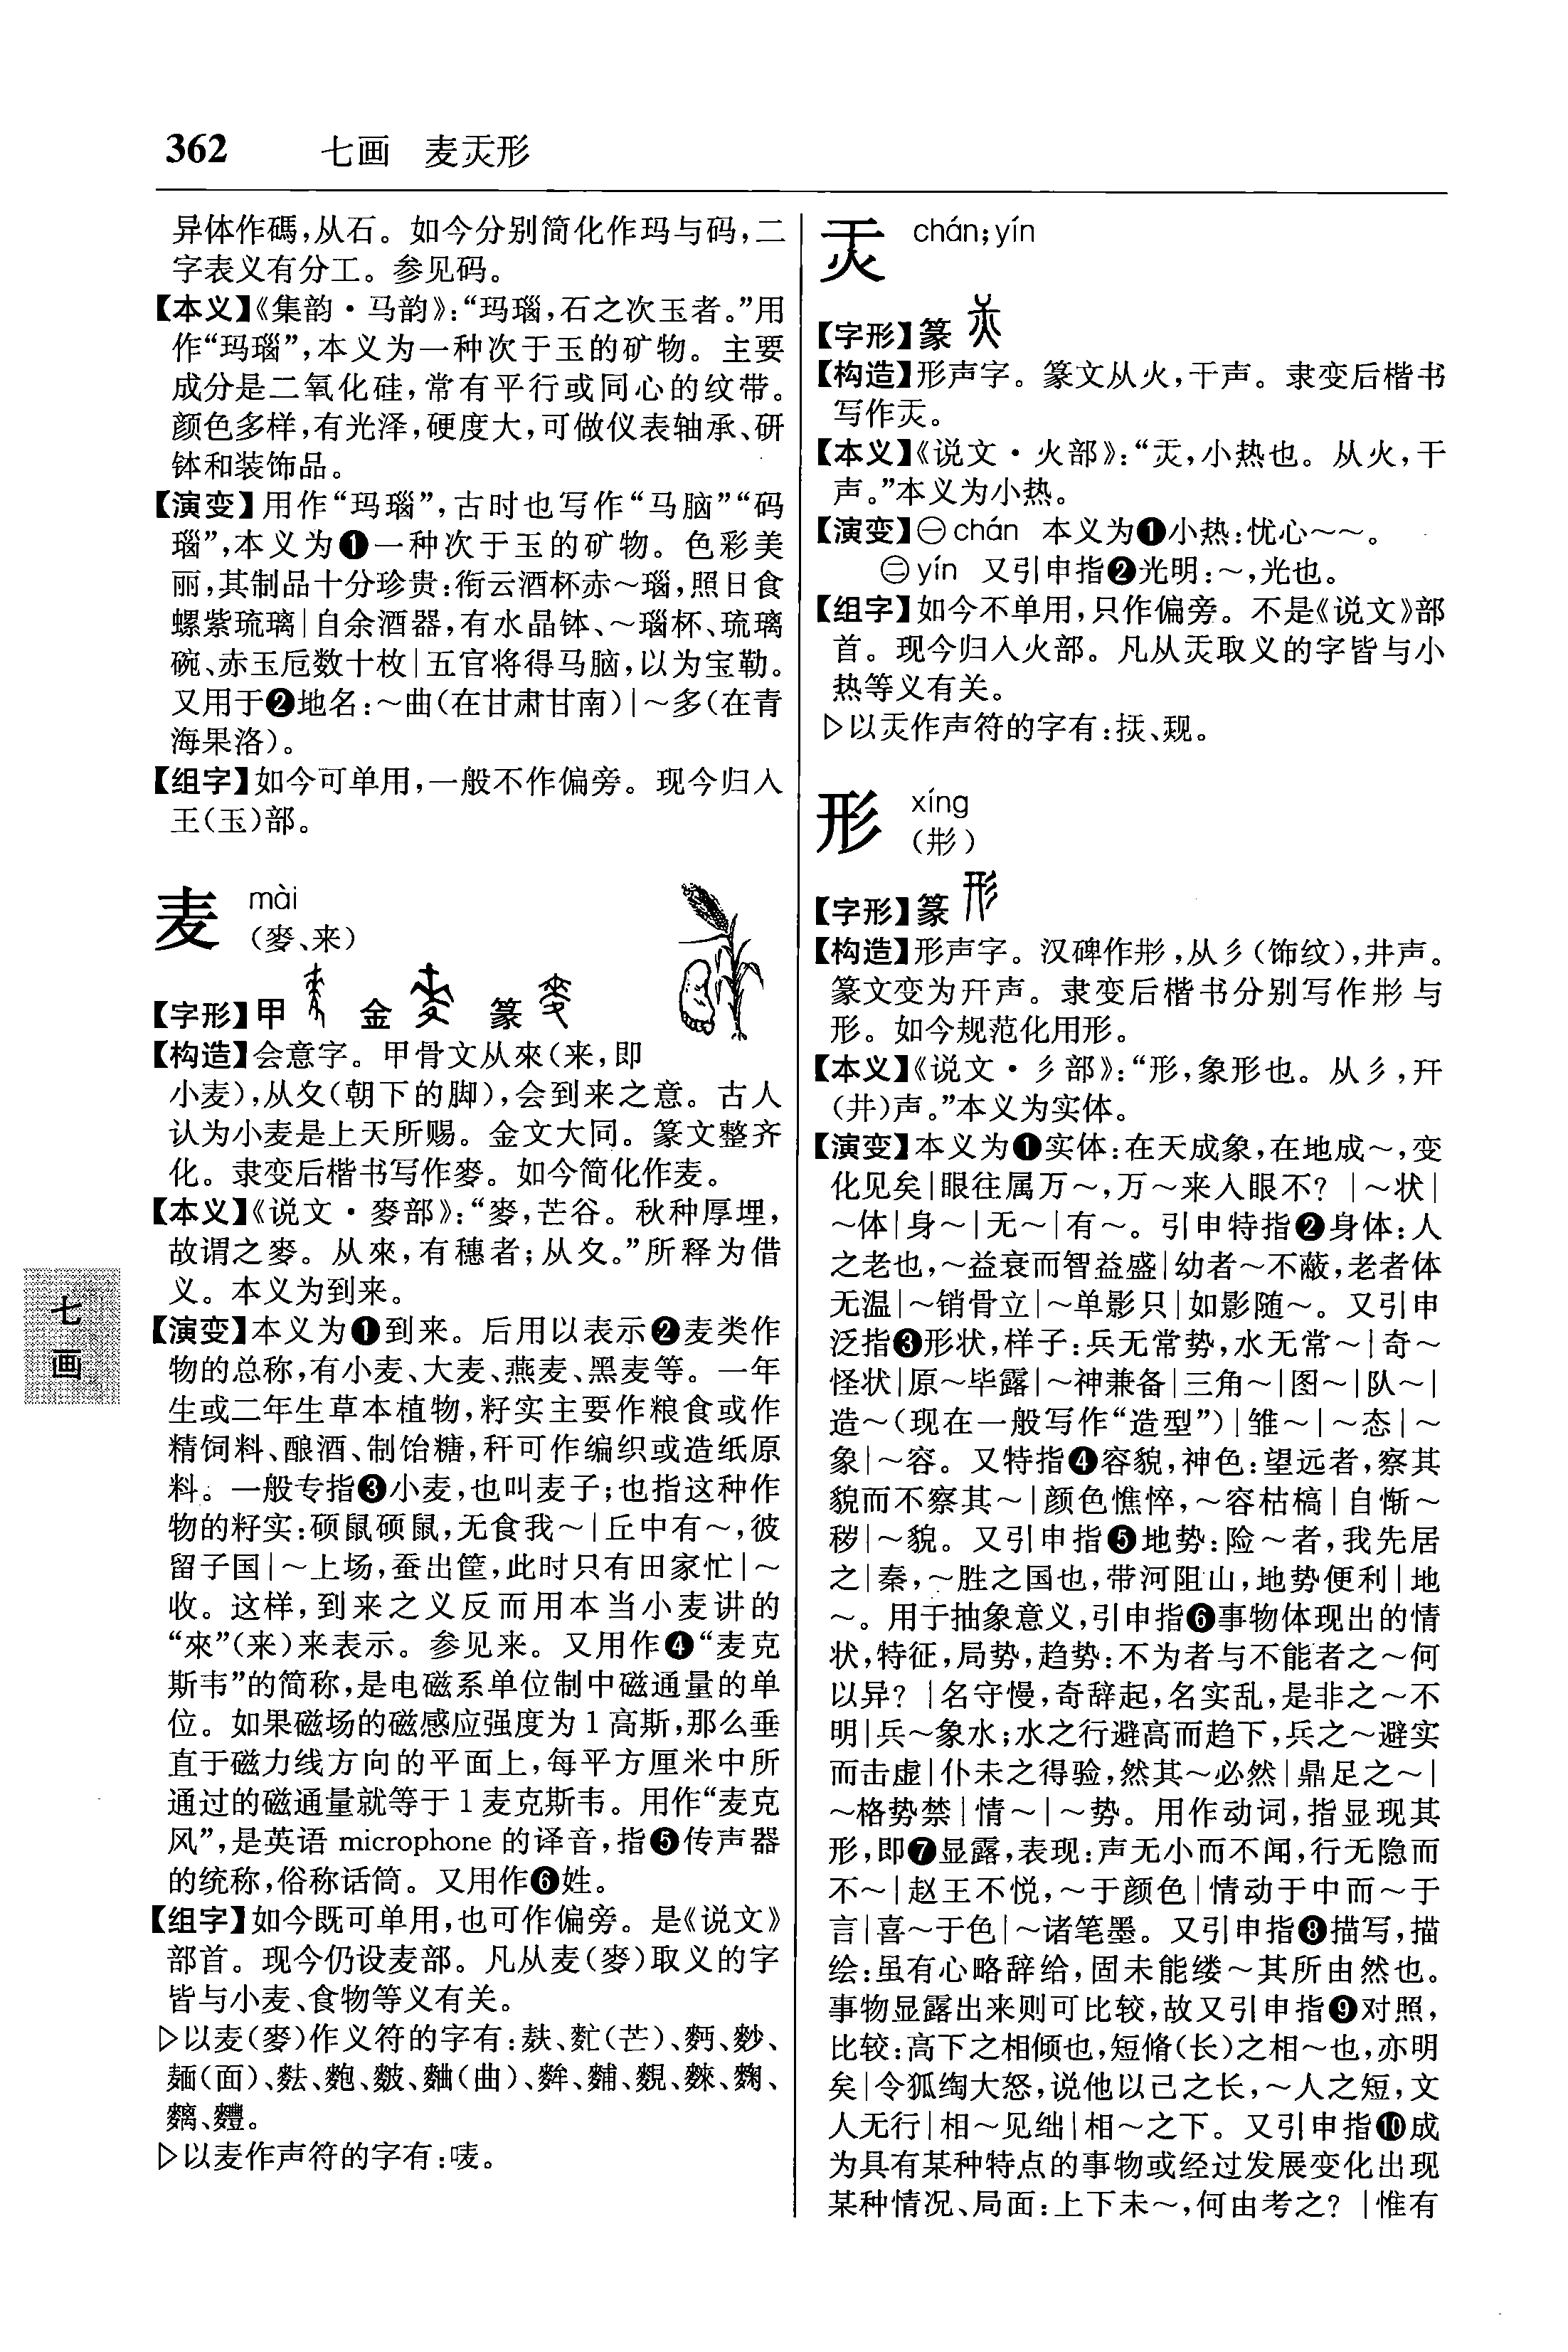 362 七画 麦灭形
异体作碼,从石。如今分别简化作玛与码,二
字表义有分工。参见码。
【本义】《集韵·马韵》:“玛瑙,石之次玉者。”用
作“玛瑙”,本义为一种次于玉的矿物。主要
成分是二氧化硅,常有平行或同心的纹带。
颜色多样,有光泽,硬度大,可做仪表轴承、研
钵和装饰品。
【演变】用作“玛瑙”,古时也写作“马脑”“码
瑙”,本义为❶一种次于玉的矿物。色彩美
丽,其制品十分珍贵:衔云酒杯赤～瑙,照日食
螺紫琉璃|自余酒器,有水晶钵、～瑙杯、琉璃
碗、赤玉卮数十枚|五官将得马脑,以为宝勒。
又用于❷地名:～曲(在甘肃甘南)|～多(在青
海果洛)。
【组字】如今可单用,一般不作偏旁。现今归入
王(玉)部。
麦 mài
(麥、来)
【字形】甲 金 篆
【构造】会意字。甲骨文从來(来,即
小麦),从夂(朝下的脚),会到来之意。古人
认为小麦是上天所赐。金文大同。篆文整齐
化。隶变后楷书写作麥。如今简化作麦。
【本义】《说文·麥部》:“麥,芒谷。秋种厚埋,
故谓之麥。从來,有穗者;从夂。”所释为借
义。本义为到来。
【演变】本义为❶到来。后用以表示❷麦类作
物的总称,有小麦、大麦、燕麦、黑麦等。一年
生或二年生草本植物,籽实主要作粮食或作
精饲料、酿酒、制饴糖,秆可作编织或造纸原
料。一般专指❸小麦,也叫麦子;也指这种作
物的籽实:硕鼠硕鼠,无食我～|丘中有～,彼
留子国|～上场,蚕出筐,此时只有田家忙|～
收。这样,到来之义反而用本当小麦讲的
“來”(来)来表示。参见来。又用作❹“麦克
斯韦”的简称,是电磁系单位制中磁通量的单
位。如果磁场的磁感应强度为1高斯,那么垂
直于磁力线方向的平面上,每平方厘米中所
通过的磁通量就等于1麦克斯韦。用作“麦克
风”,是英语 microphone 的译音,指❺传声器
的统称,俗称话筒。又用作❻姓。
【组字】如今既可单用,也可作偏旁。是《说文》
部首。现今仍设麦部。凡从麦(麥)取义的字
皆与小麦、食物等义有关。
▷以麦(麥)作义符的字有:麸、䴏(芒)、麪、麨、
麺(面)、麮、麭、麬、麯(曲)、麰、䴺、䴷、䴭、麴、
麶、麷。
▷以麦作声符的字有:唛。
灭 chán;yín
【字形】篆
【构造】形声字。篆文从火,干声。隶变后楷书
写作灭。
【本义】《说文·火部》:“灭,小热也。从火,干
声。”本义为小热。
【演变】㊀chán 本义为❶小热:忧心～～。
㊁yín 又引申指❷光明:～,光也。
【组字】如今不单用,只作偏旁。不是《说文》部
首。现今归入火部。凡从灭取义的字皆与小
热等义有关。
▷以灭作声符的字有:
形 xíng
(形)
【字形】篆
【构造】形声字。汉碑作形,从彡(饰纹),井声。
篆文变为幵声。隶变后楷书分别写作形与
形。如今规范化用形。
【本义】《说文·彡部》:“形,象形也。从彡,幵
(井)声。”本义为实体。
【演变】本义为❶实体:在天成象,在地成～,变
化见矣|眼往属万～,万～来入眼不?|～状|
～体|身～|无～|有～。引申特指❷身体:人
之老也,～益衰而智益盛|幼者～不蔽,老者体
无温|～销骨立|～单影只|如影随～。又引申
泛指❸形状,样子:兵无常势,水无常～|奇～
怪状|原～毕露|～神兼备|三角～|图～|队～|
造～(现在一般写作“造型”)|雏～|～态|～
象|～容。又特指❹容貌,神色:望远者,察其
貌而不察其～|颜色憔悴,～容枯槁|自惭～
秽|～貌。又引申指❺地势:险～者,我先居
之|秦,～胜之国也,带河阻山,地势便利|地
～。用于抽象意义,引申指❻事物体现出的情
状,特征,局势,趋势:不为者与不能者之～何
以异?|名守慢,奇辞起,名实乱,是非之～不
明|兵～象水;水之行避高而趋下,兵之～避实
而击虚|仆未之得验,然其～必然|鼎足之～|
～格势禁|情～|～势。用作动词,指显现其
形,即❼显露,表现:声无小而不闻,行无隐而
不～|赵王不悦,～于颜色|情动于中而～于
言|喜～于色|～诸笔墨。又引申指❽描写,描
绘:虽有心略辞给,固未能缕～其所由然也。
事物显露出来则可比较,故又引申指❾对照,
比较:高下之相倾也,短脩(长)之相～也,亦明
矣|令狐绹大怒,说他以己之长,～人之短,文
人无行|相～见绌|相～之下。又引申指❿成
为具有某种特点的事物或经过发展变化出现
某种情况、局面:上下未～,何由考之?|惟有
七
画